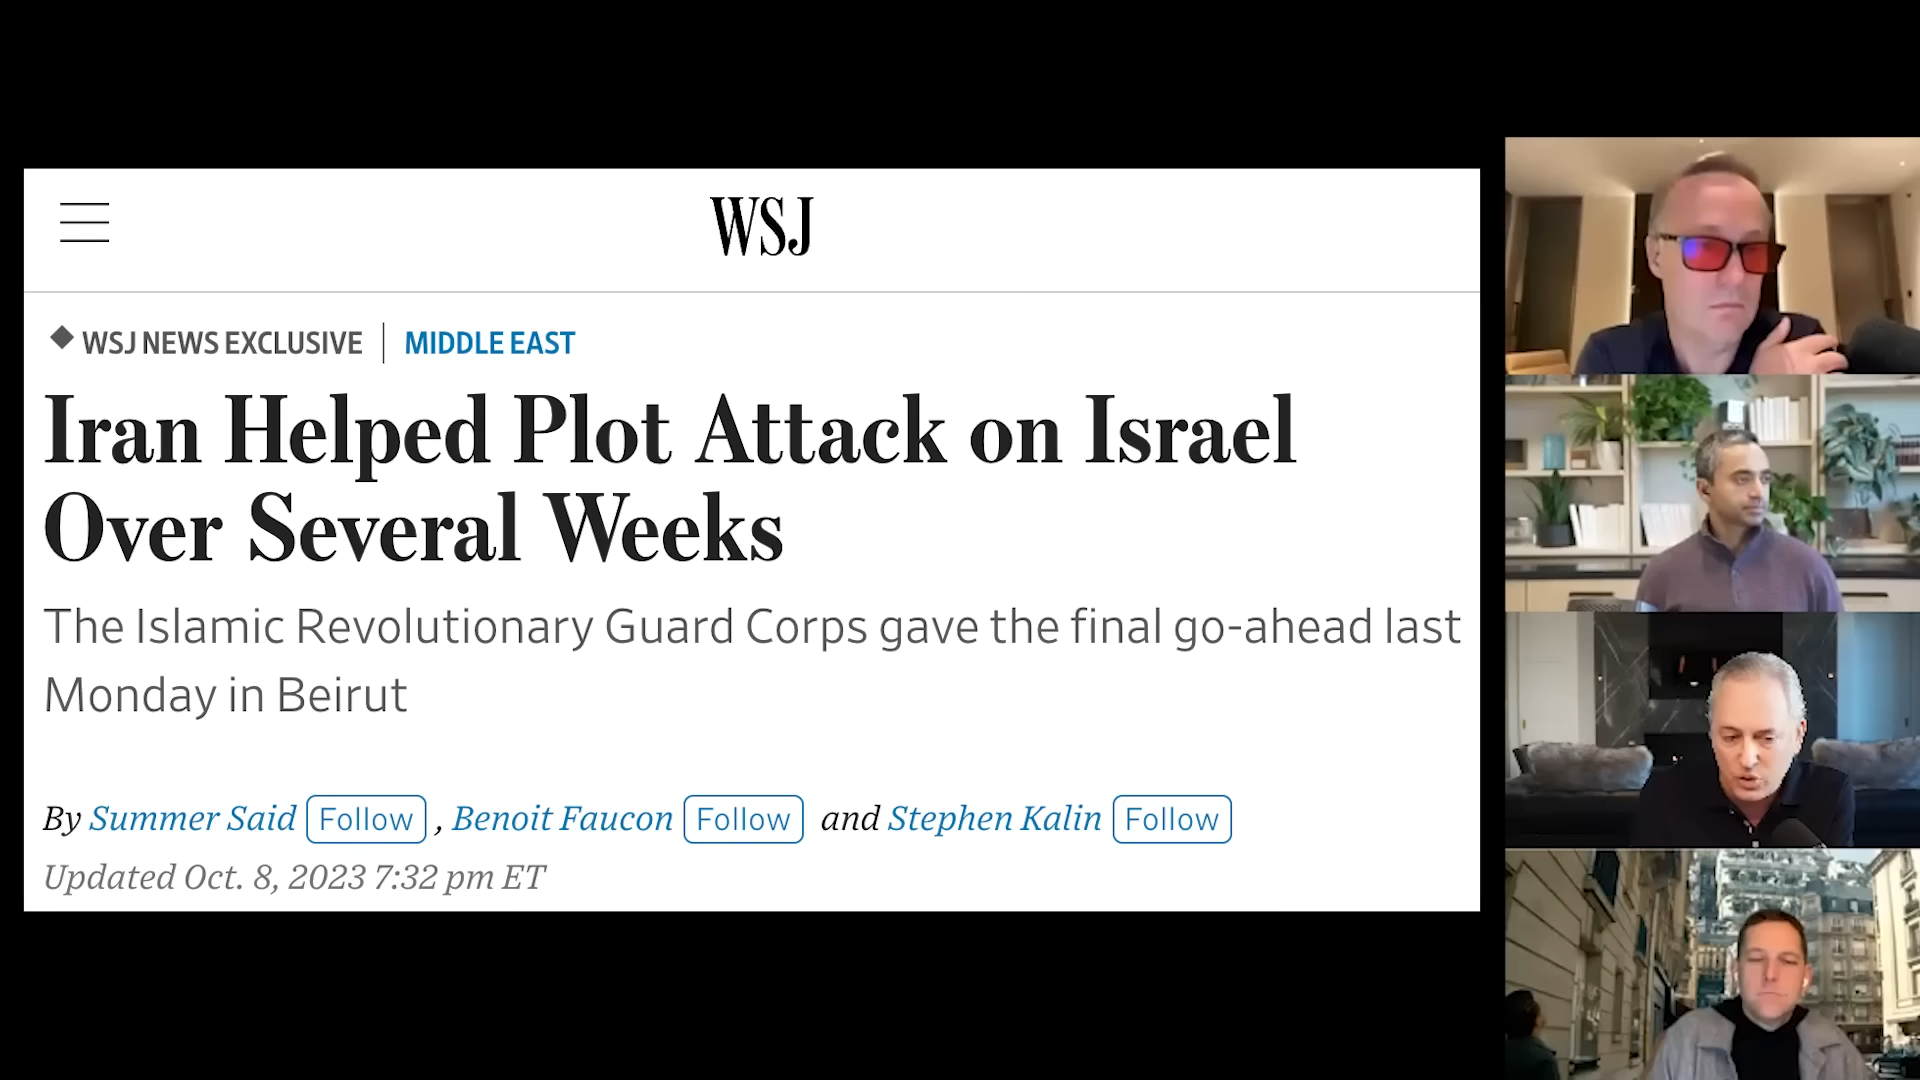 WSJ
WSJ NEWS EXCLUSIVE | MIDDLE EAST
Iran Helped Plot Attack on Israel
Over Several Weeks
The Islamic Revolutionary Guard Corps gave the final go-ahead last
Monday in Beirut
By Summer Said Follow , Benoit Faucon Follow and Stephen Kalin Follow
Updated Oct. 8, 2023 7:32 pm ET